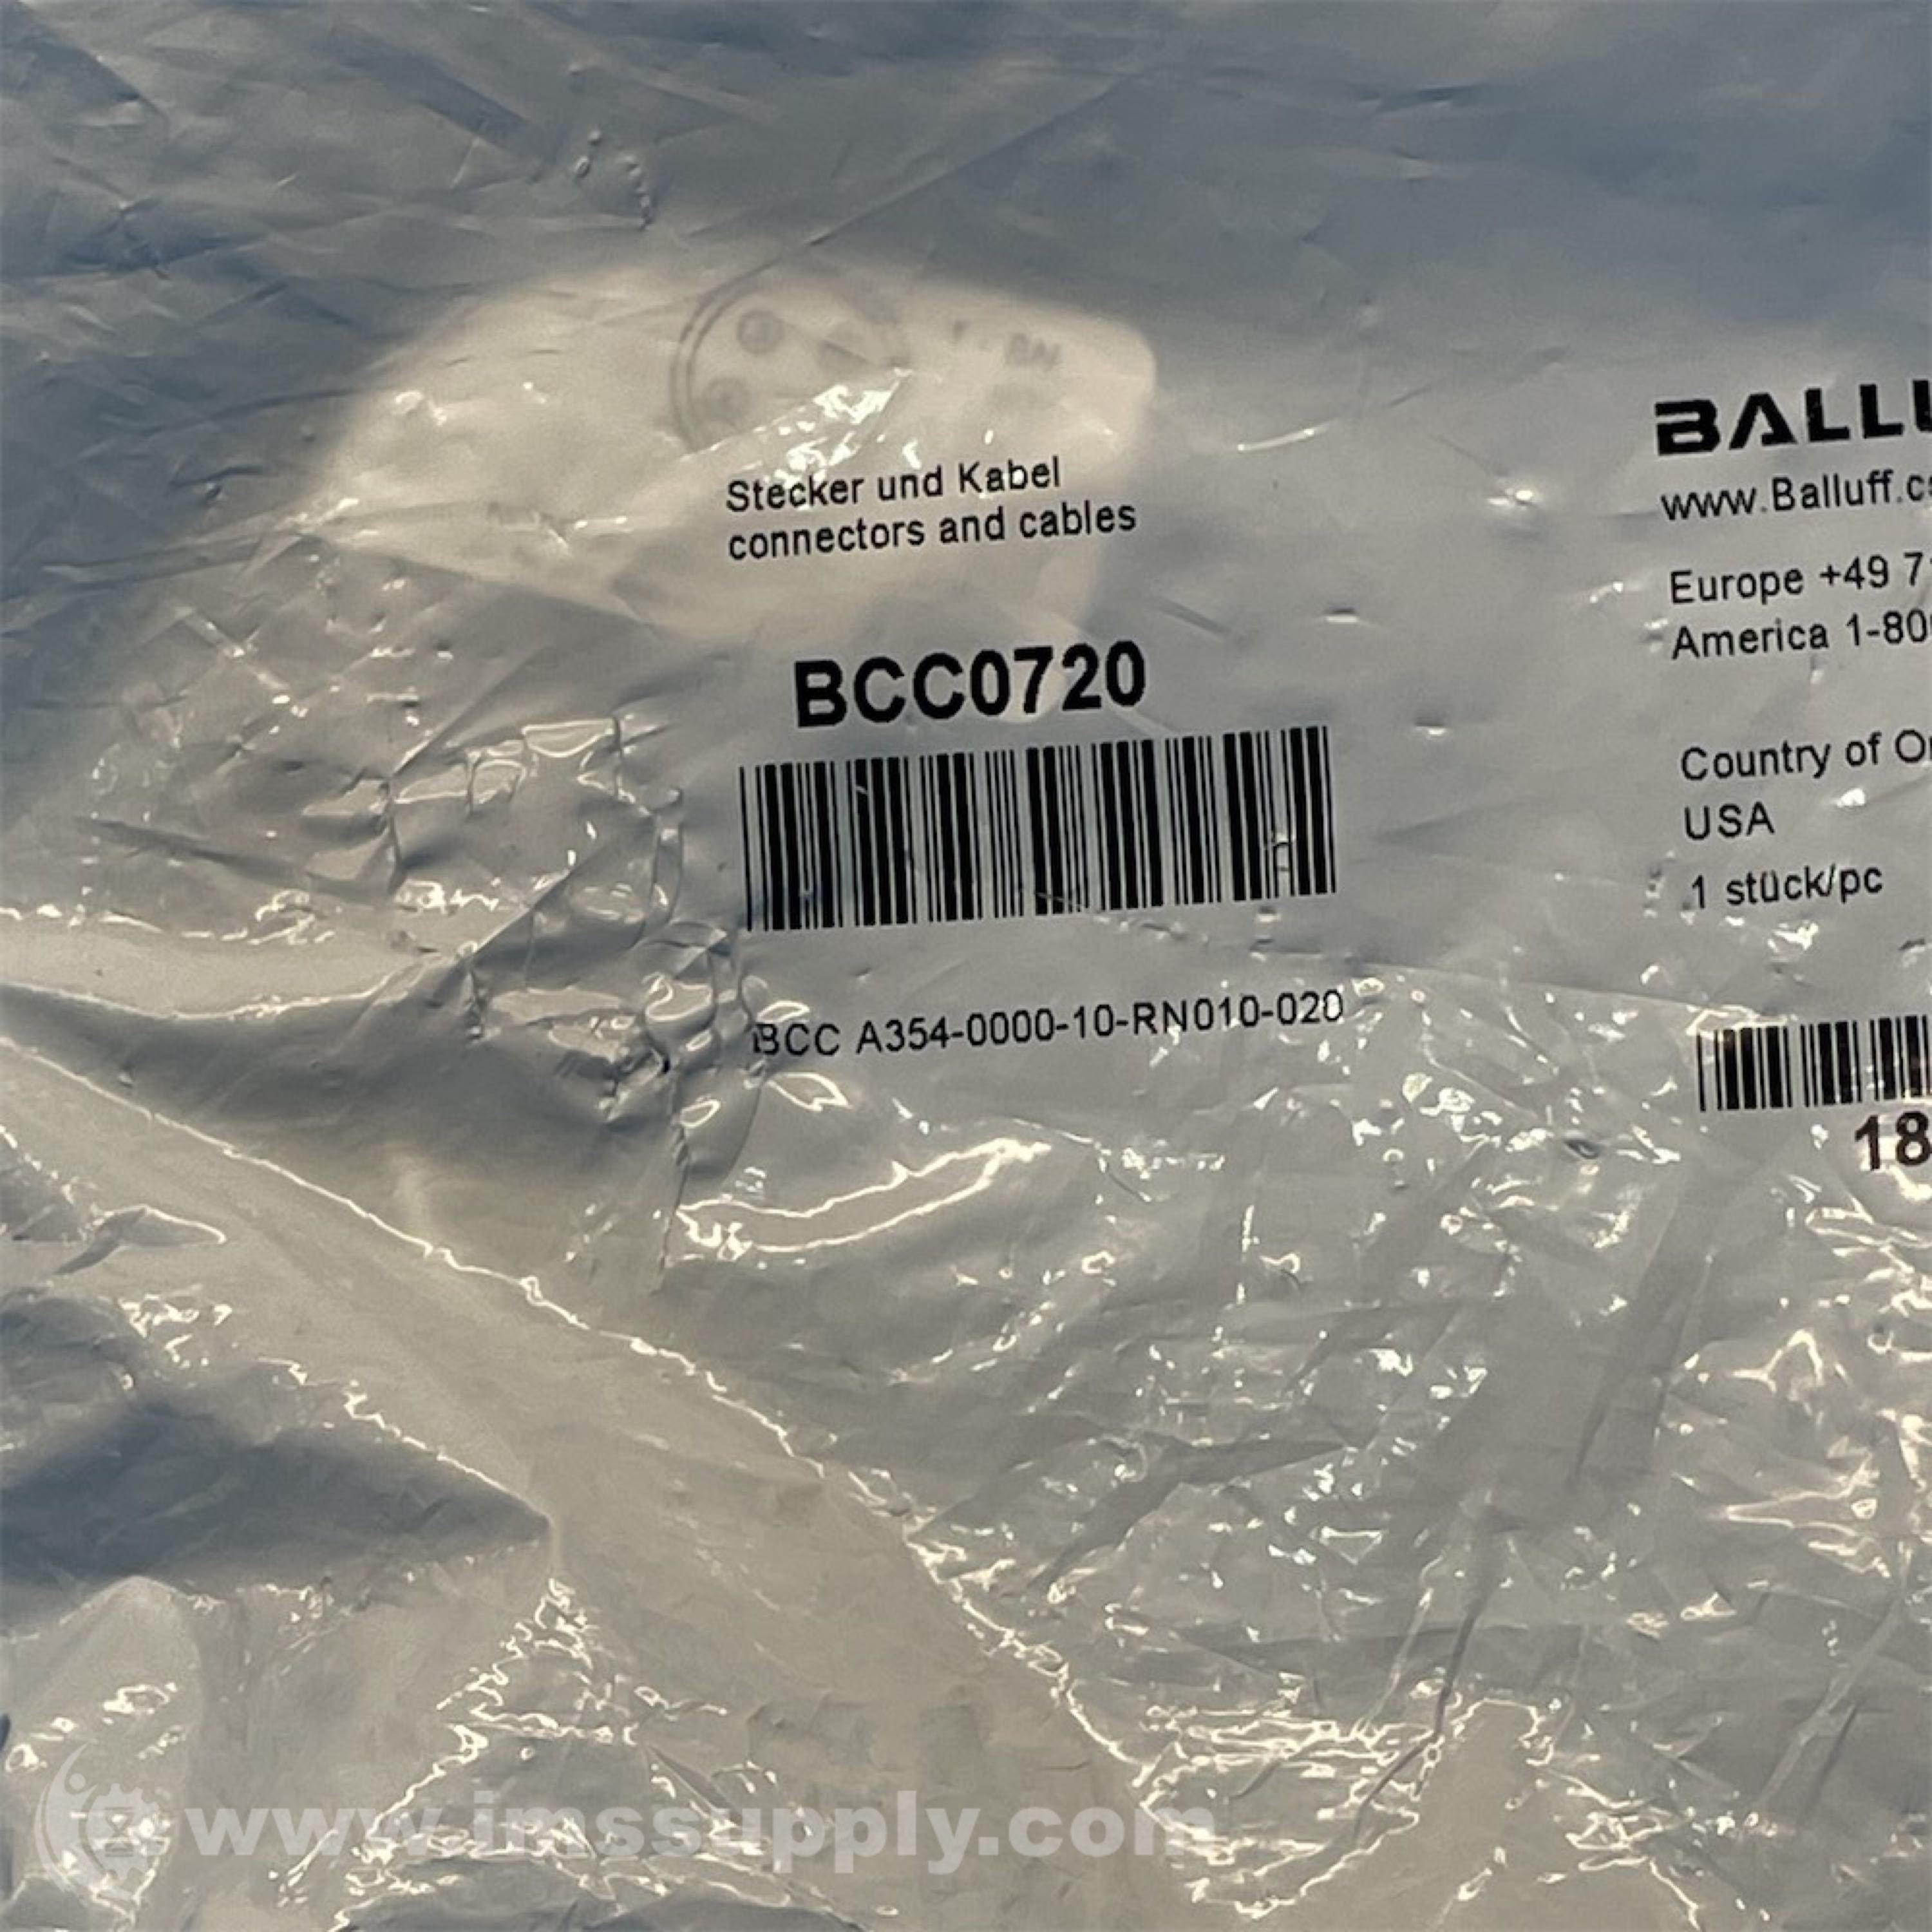 Stecker und Kabel
connectors and cables
BCC0720
BCC A354-0000-10-RN010-020
BALLU
www.Balluff.c
Europe +49 7
America 1-80
Country of O
USA
1 stück/pc
18
www.imssupply.com